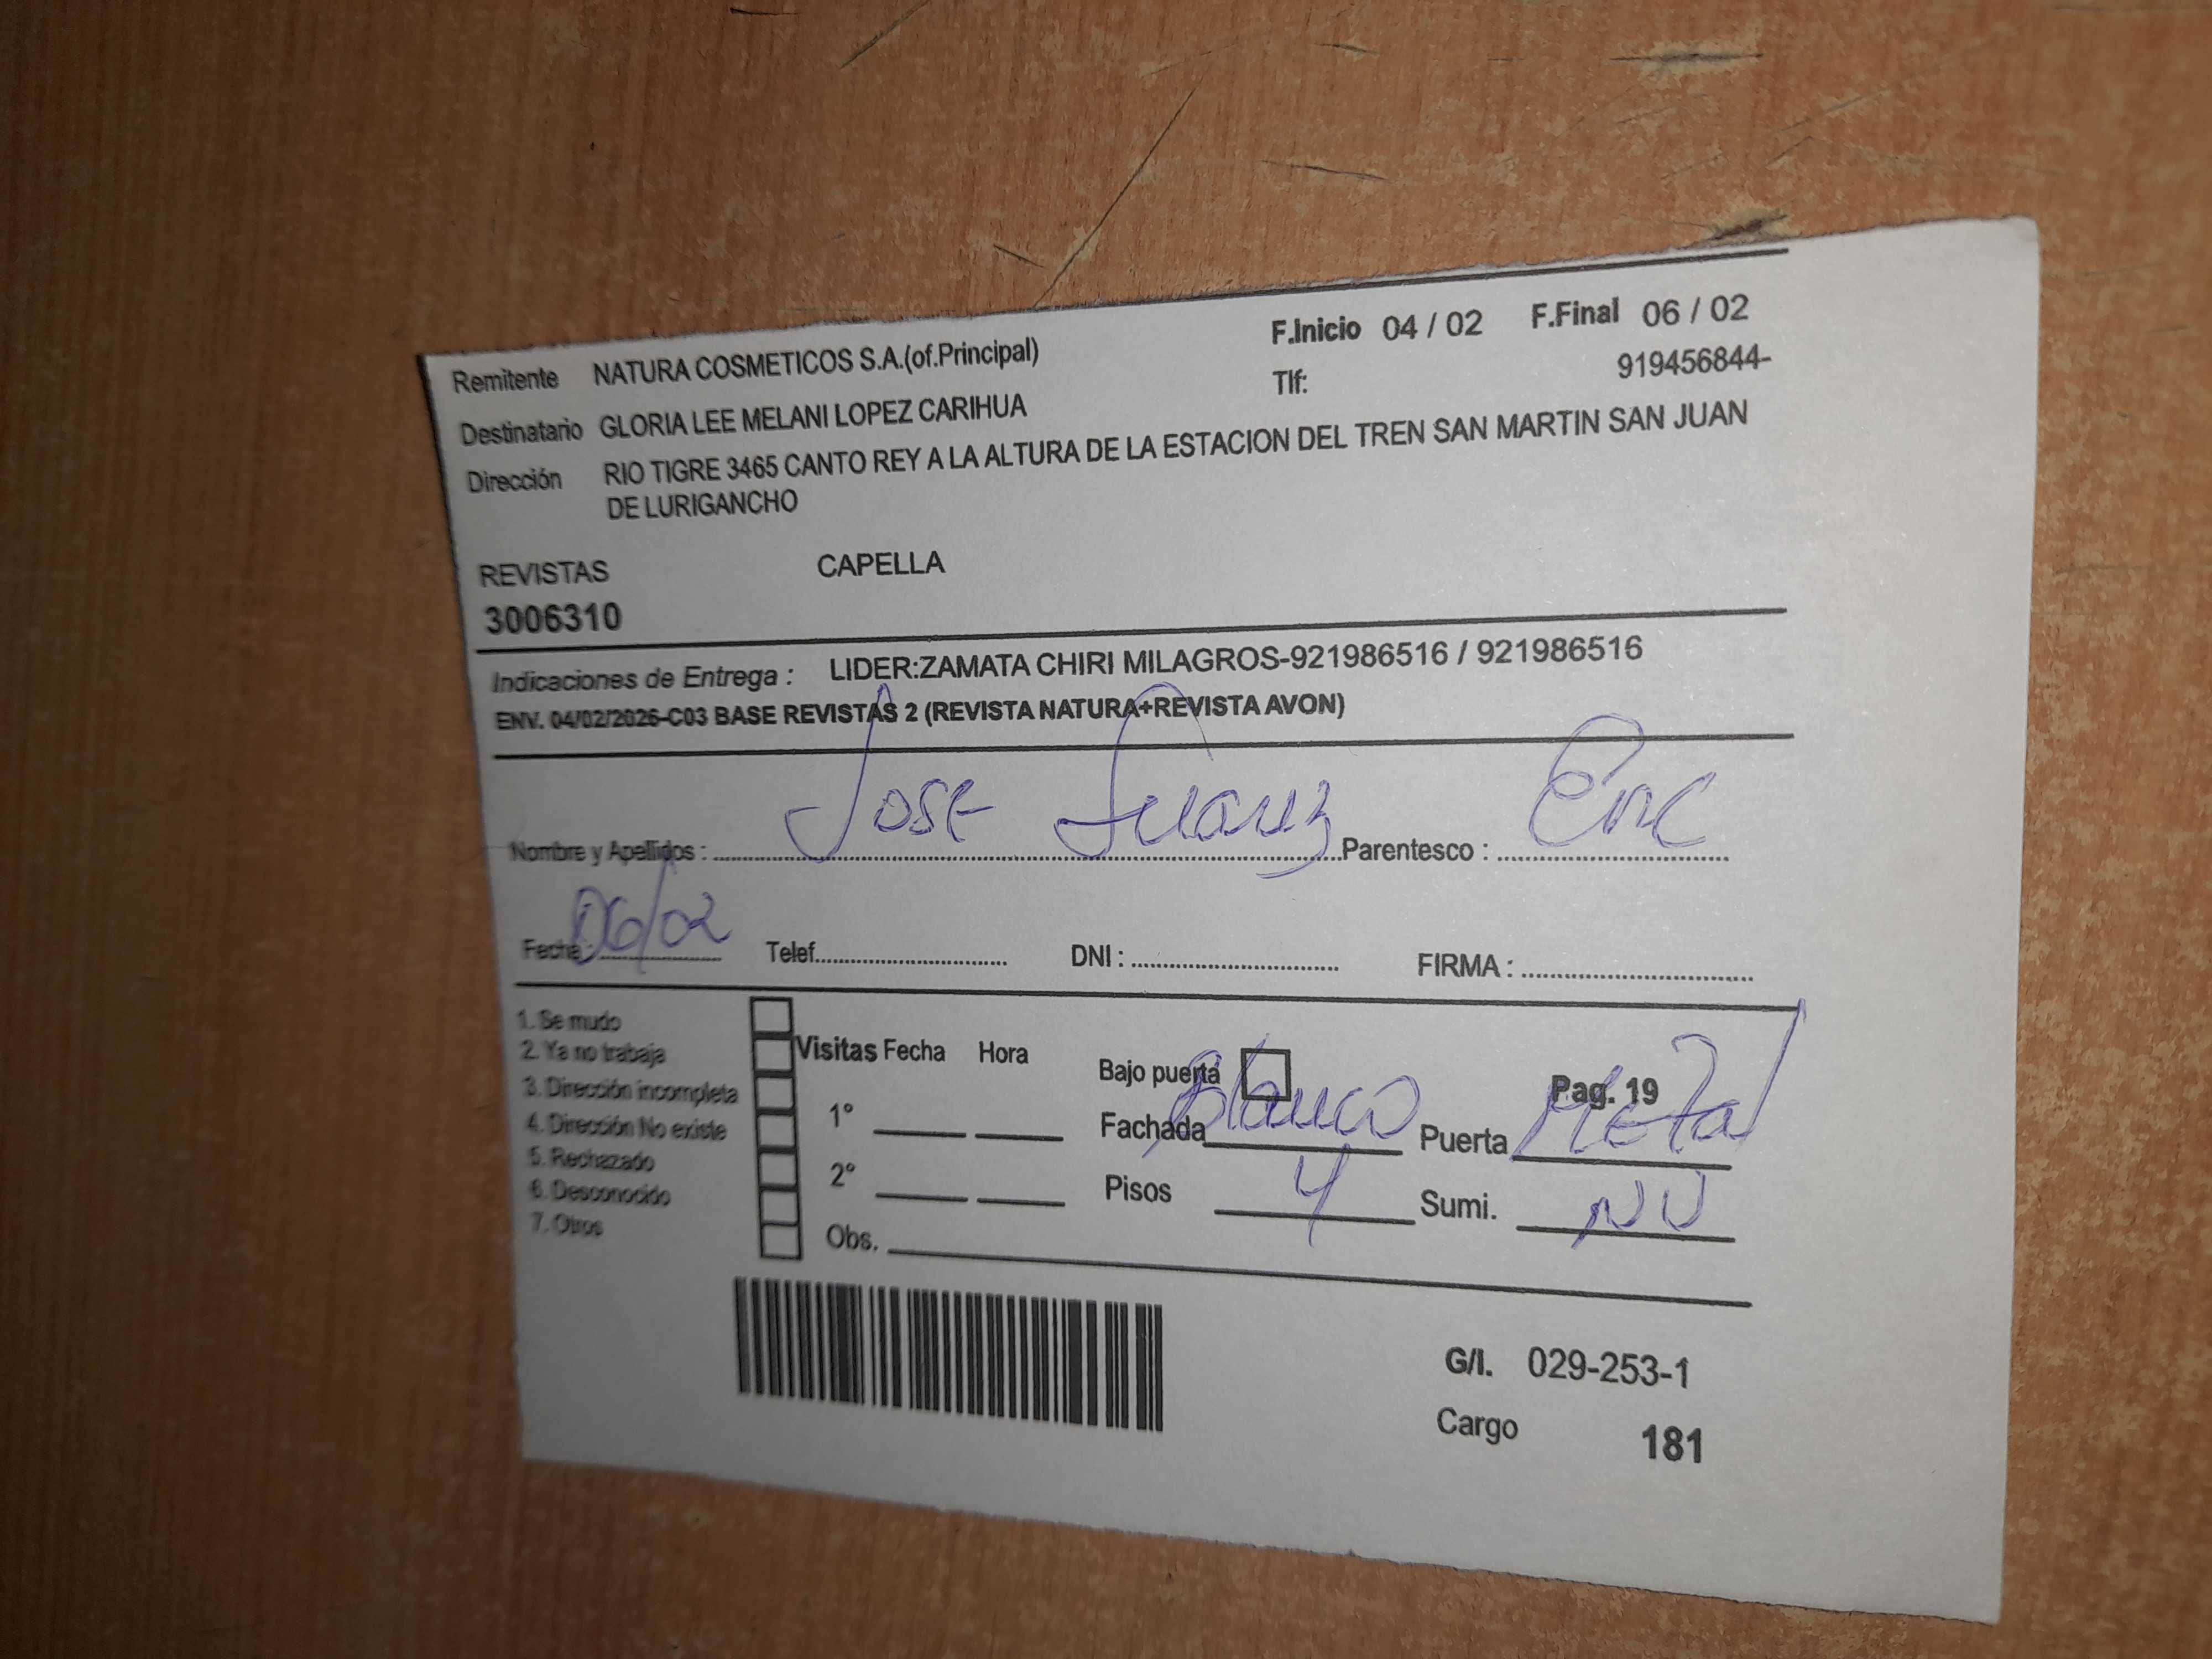 F.Inicio 04 / 02 F.Final 06 / 02
Remitente NATURA COSMETICOS S.A.(of.Principal) Tlf: 919456844-
Destinatario GLORIA LEE MELANI LOPEZ CARIHUA
Dirección RIO TIGRE 3465 CANTO REY A LA ALTURA DE LA ESTACION DEL TREN SAN MARTIN SAN JUAN
DE LURIGANCHO
REVISTAS CAPELLA
3006310
Indicaciones de Entrega : LIDER:ZAMATA CHIRI MILAGROS-921986516 / 921986516
ENV. 04/02/2026-C03 BASE REVISTAS 2 (REVISTA NATURA+REVISTA AVON)
Nombre y Apellidos : Jose Suarez Parentesco : Enc
Fecha : 06/02 Telef. DNI : FIRMA :
1. Se mudo
2. Ya no trabaja
3. Dirección incompleta
4. Dirección No existe
5. Rechazado
6. Desconocido
7. Otros
Visitas Fecha Hora
1°
2°
Obs.
Bajo puerta Pag. 19
Fachada Blanco Puerta Metal
Pisos 4 Sumi. NU
G/I. 029-253-1
Cargo 181